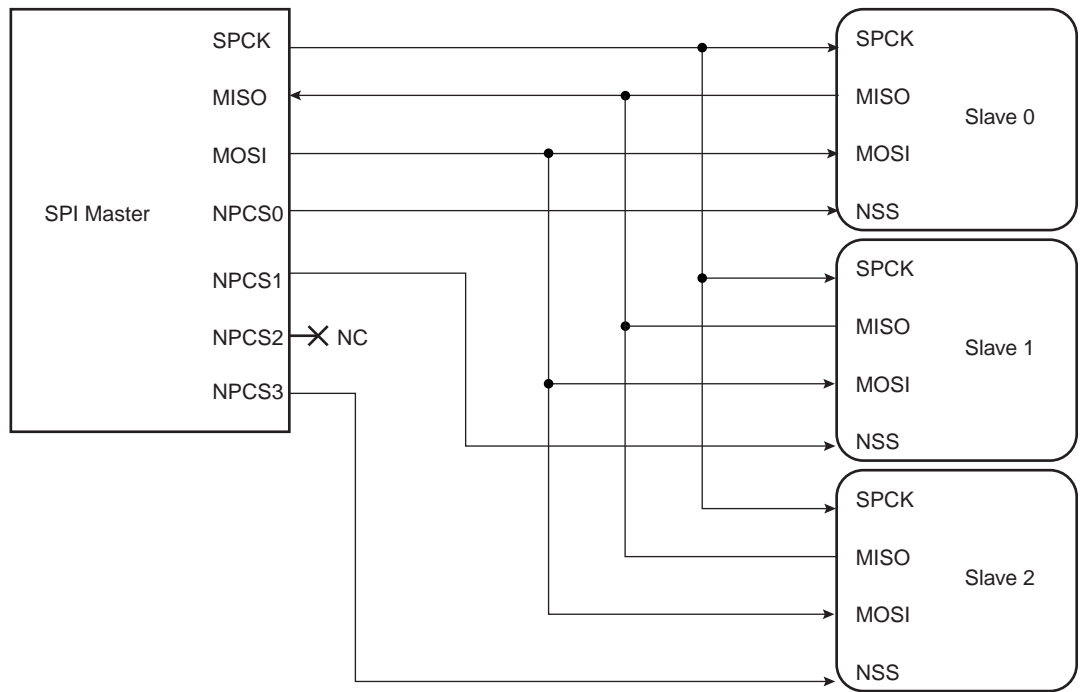 SPI Master
SPCK
MISO
MOSI
NPCS0
NPCS1
NPCS2
NC
NPCS3
SPCK
MISO
Slave 0
MOSI
NSS
SPCK
MISO
Slave 1
MOSI
NSS
SPCK
MISO
Slave 2
MOSI
NSS